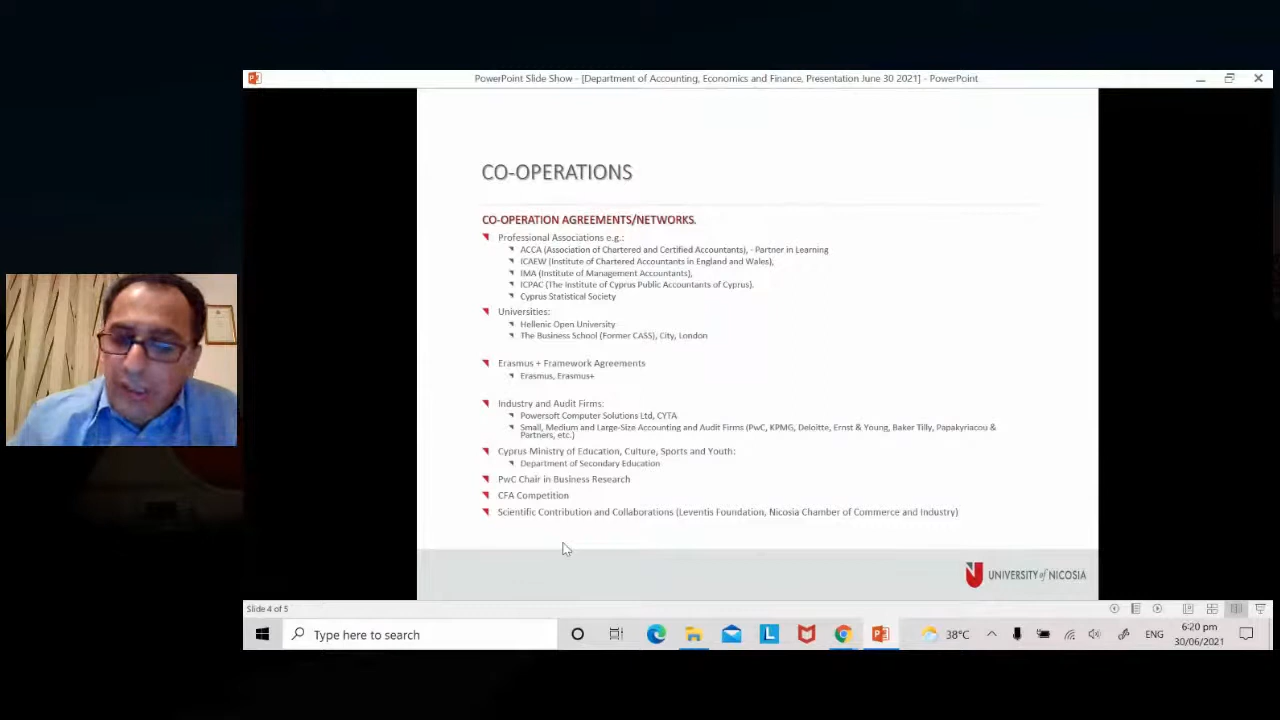 PowerPoint Slide Show - [Department of Accounting, Economics and Finance, Presentation June 30 2021] - PowerPoint
CO-OPERATIONS
CO-OPERATION AGREEMENTS/NETWORKS.
Professional Associations e.g.:
ACCA (Association of Chartered and Certified Accountants), - Partner in Learning
ICAEW (Institute of Chartered Accountants in England and Wales),
IMA (Institute of Management Accountants),
ICPAC (The Institute of Cyprus Public Accountants of Cyprus).
Cyprus Statistical Society
Universities:
Hellenic Open University
The Business School (Former CASS), City, London
Erasmus + Framework Agreements
Erasmus, Erasmus+
Industry and Audit Firms:
Powersoft Computer Solutions Ltd, CYTA
Small, Medium and Large-Size Accounting and Audit Firms (PwC, KPMG, Deloitte, Ernst & Young, Baker Tilly, Papakyriacou &
Partners, etc.)
Cyprus Ministry of Education, Culture, Sports and Youth:
Department of Secondary Education
PwC Chair in Business Research
CFA Competition
Scientific Contribution and Collaborations (Leventis Foundation, Nicosia Chamber of Commerce and Industry)
UNIVERSITY of NICOSIA
Slide 4 of 5
Type here to search
38°C
ENG
6:20 pm
30/06/2021